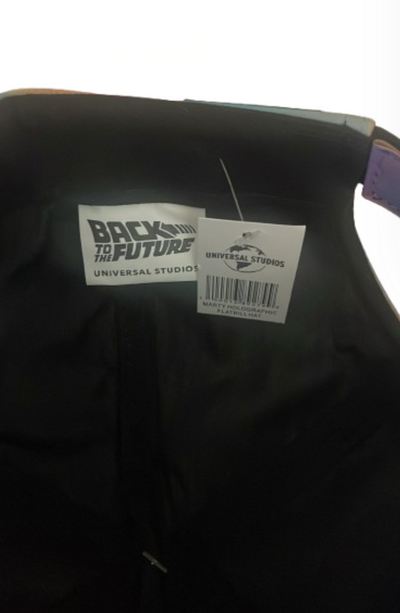 BACK
TO THE FUTURE
UNIVERSAL STUDIOS
UNIVERSAL STUDIOS
MARTY HOLOGRAPHIC
FLATBILL HAT